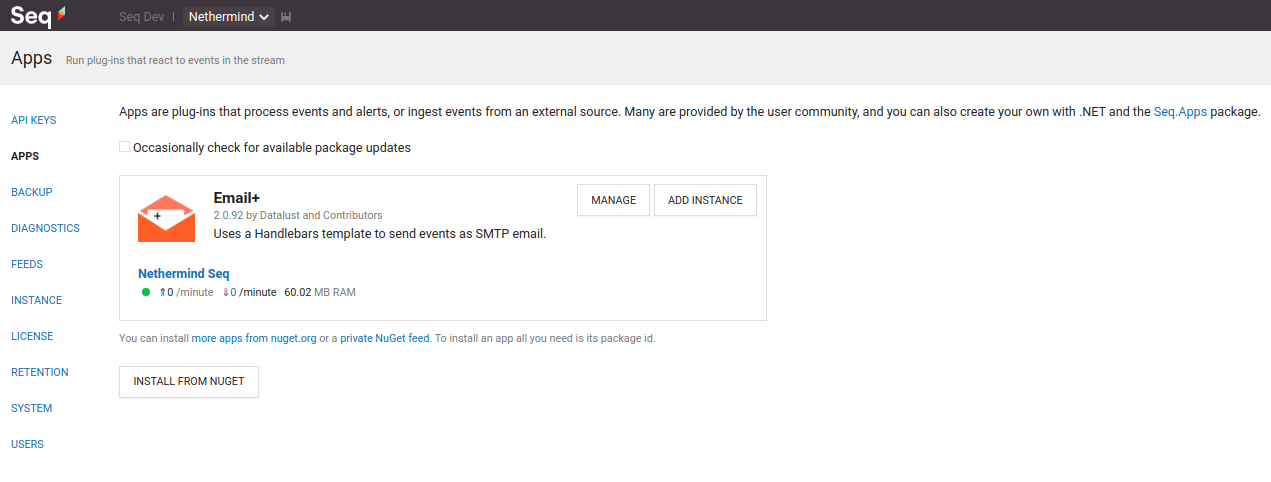 Seq
Seq Dev | Nethermind
Apps Run plug-ins that react to events in the stream
Apps are plug-ins that process events and alerts, or ingest events from an external source. Many are provided by the user community, and you can also create your own with .NET and the Seq.Apps package.
API KEYS
APPS
BACKUP
DIAGNOSTICS
FEEDS
INSTANCE
LICENSE
RETENTION
SYSTEM
USERS
Occasionally check for available package updates
Email+
2.0.92 by Datalust and Contributors
Uses a Handlebars template to send events as SMTP email.
MANAGE
ADD INSTANCE
Nethermind Seq
⇑0 /minute ⇓0 /minute 60.02 MB RAM
You can install more apps from nuget.org or a private NuGet feed. To install an app all you need is its package id.
INSTALL FROM NUGET